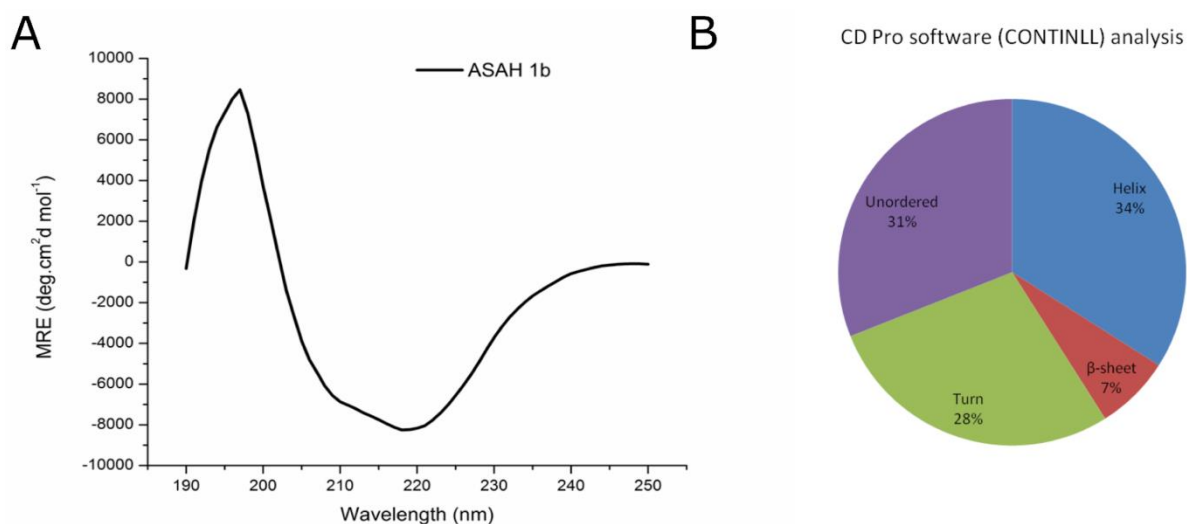 A
10000
8000
6000
4000
2000
0
-2000
-4000
-6000
-8000
-10000
MRE (deg.cm²d mol⁻¹)
ASAH 1b
190
200
210
220
230
240
250
Wavelength (nm)
B
CD Pro software (CONTINLL) analysis
Unordered
31%
Helix
34%
β-sheet
7%
Turn
28%